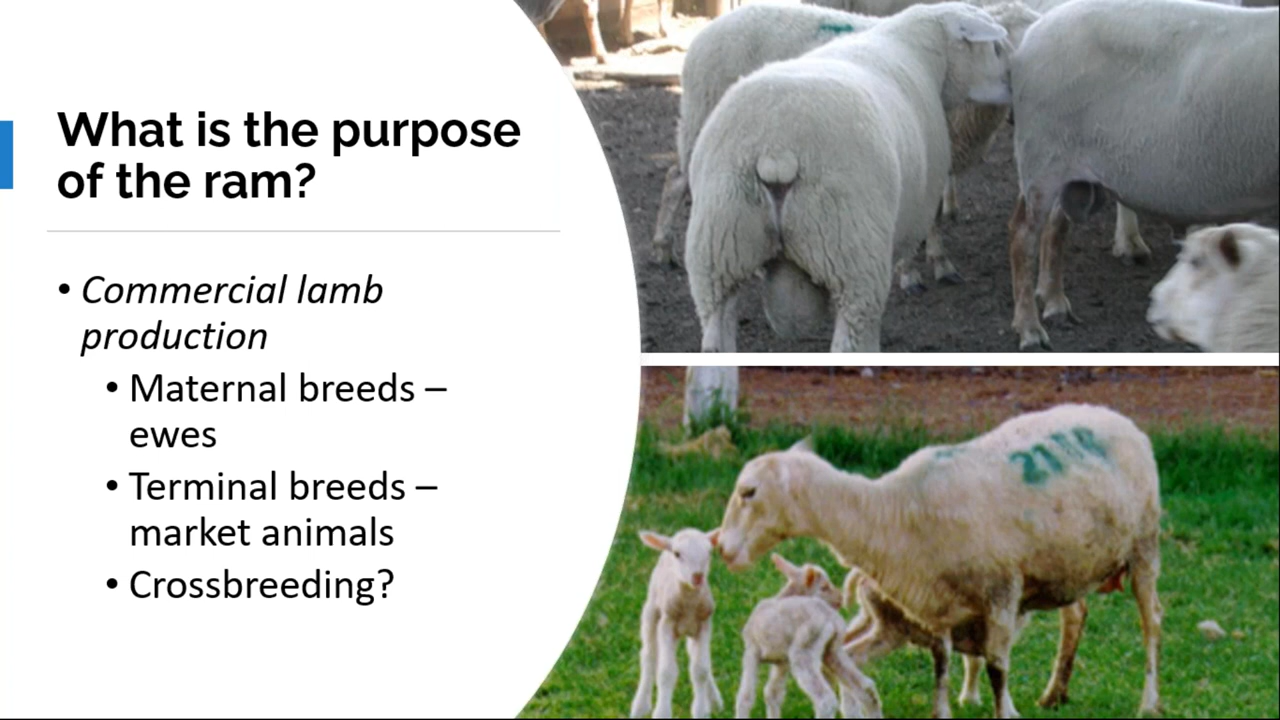 What is the purpose
of the ram?
• Commercial lamb
production
• Maternal breeds –
ewes
• Terminal breeds –
market animals
• Crossbreeding?